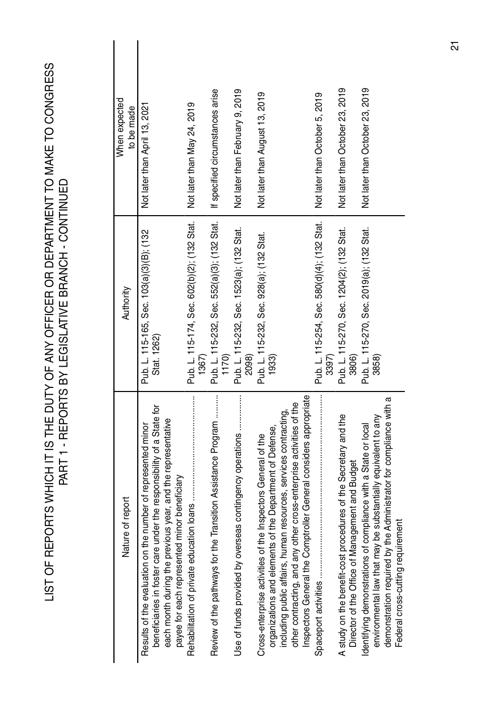 LIST OF REPORTS WHICH IT IS THE DUTY OF ANY OFFICER OR DEPARTMENT TO MAKE TO CONGRESS
PART 1 - REPORTS BY LEGISLATIVE BRANCH - CONTINUED
Nature of report Authority When expected
to be made
Results of the evaluation on the number of represented minor Pub. L. 115-165, Sec. 103(a)(3)(B); (132 Not later than April 13, 2021
beneficiaries in foster care under the responsibility of a State for Stat. 1262)
each month during the previous year, and the representative
payee for each represented minor beneficiary
Rehabilitation of private education loans ........................................ Pub. L. 115-174, Sec. 602(b)(2); (132 Stat. Not later than May 24, 2019
1367)
Review of the pathways for the Transition Assistance Program ......... Pub. L. 115-232, Sec. 552(a)(3); (132 Stat. If specified circumstances arise
1170)
Use of funds provided by overseas contingency operations ............... Pub. L. 115-232, Sec. 1523(a); (132 Stat. Not later than February 9, 2019
2098)
Cross-enterprise activities of the Inspectors General of the Pub. L. 115-232, Sec. 928(a); (132 Stat. Not later than August 13, 2019
organizations and elements of the Department of Defense, 1933)
including public affairs, human resources, services contracting,
other contracting, and any other cross-enterprise activities of the
Inspectors General the Comptroller General considers appropriate
Spaceport activities ........................................................................ Pub. L. 115-254, Sec. 580(d)(4); (132 Stat. Not later than October 5, 2019
3397)
A study on the benefit-cost procedures of the Secretary and the Pub. L. 115-270, Sec. 1204(2); (132 Stat. Not later than October 23, 2019
Director of the Office of Management and Budget 3806)
Identifying demonstrations of compliance with a State or local Pub. L. 115-270, Sec. 2019(a); (132 Stat. Not later than October 23, 2019
environmental law that may be substantially equivalent to any 3858)
demonstration required by the Administrator for compliance with a
Federal cross-cutting requirement
21